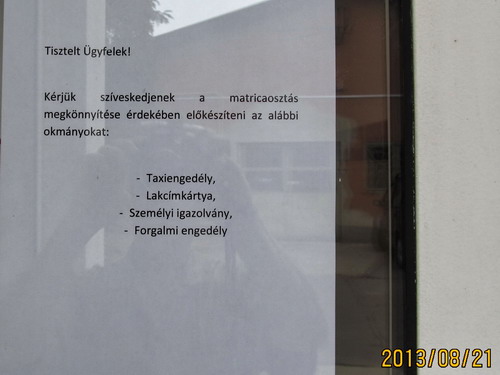 Tisztelt Ügyfelek!
Kérjük szíveskedjenek a matricaosztás
megkönnyítése érdekében előkészíteni az alábbi
okmányokat:
- Taxiengedély,
- Lakcímkártya,
- Személyi igazolvány,
- Forgalmi engedély
2013/08/21